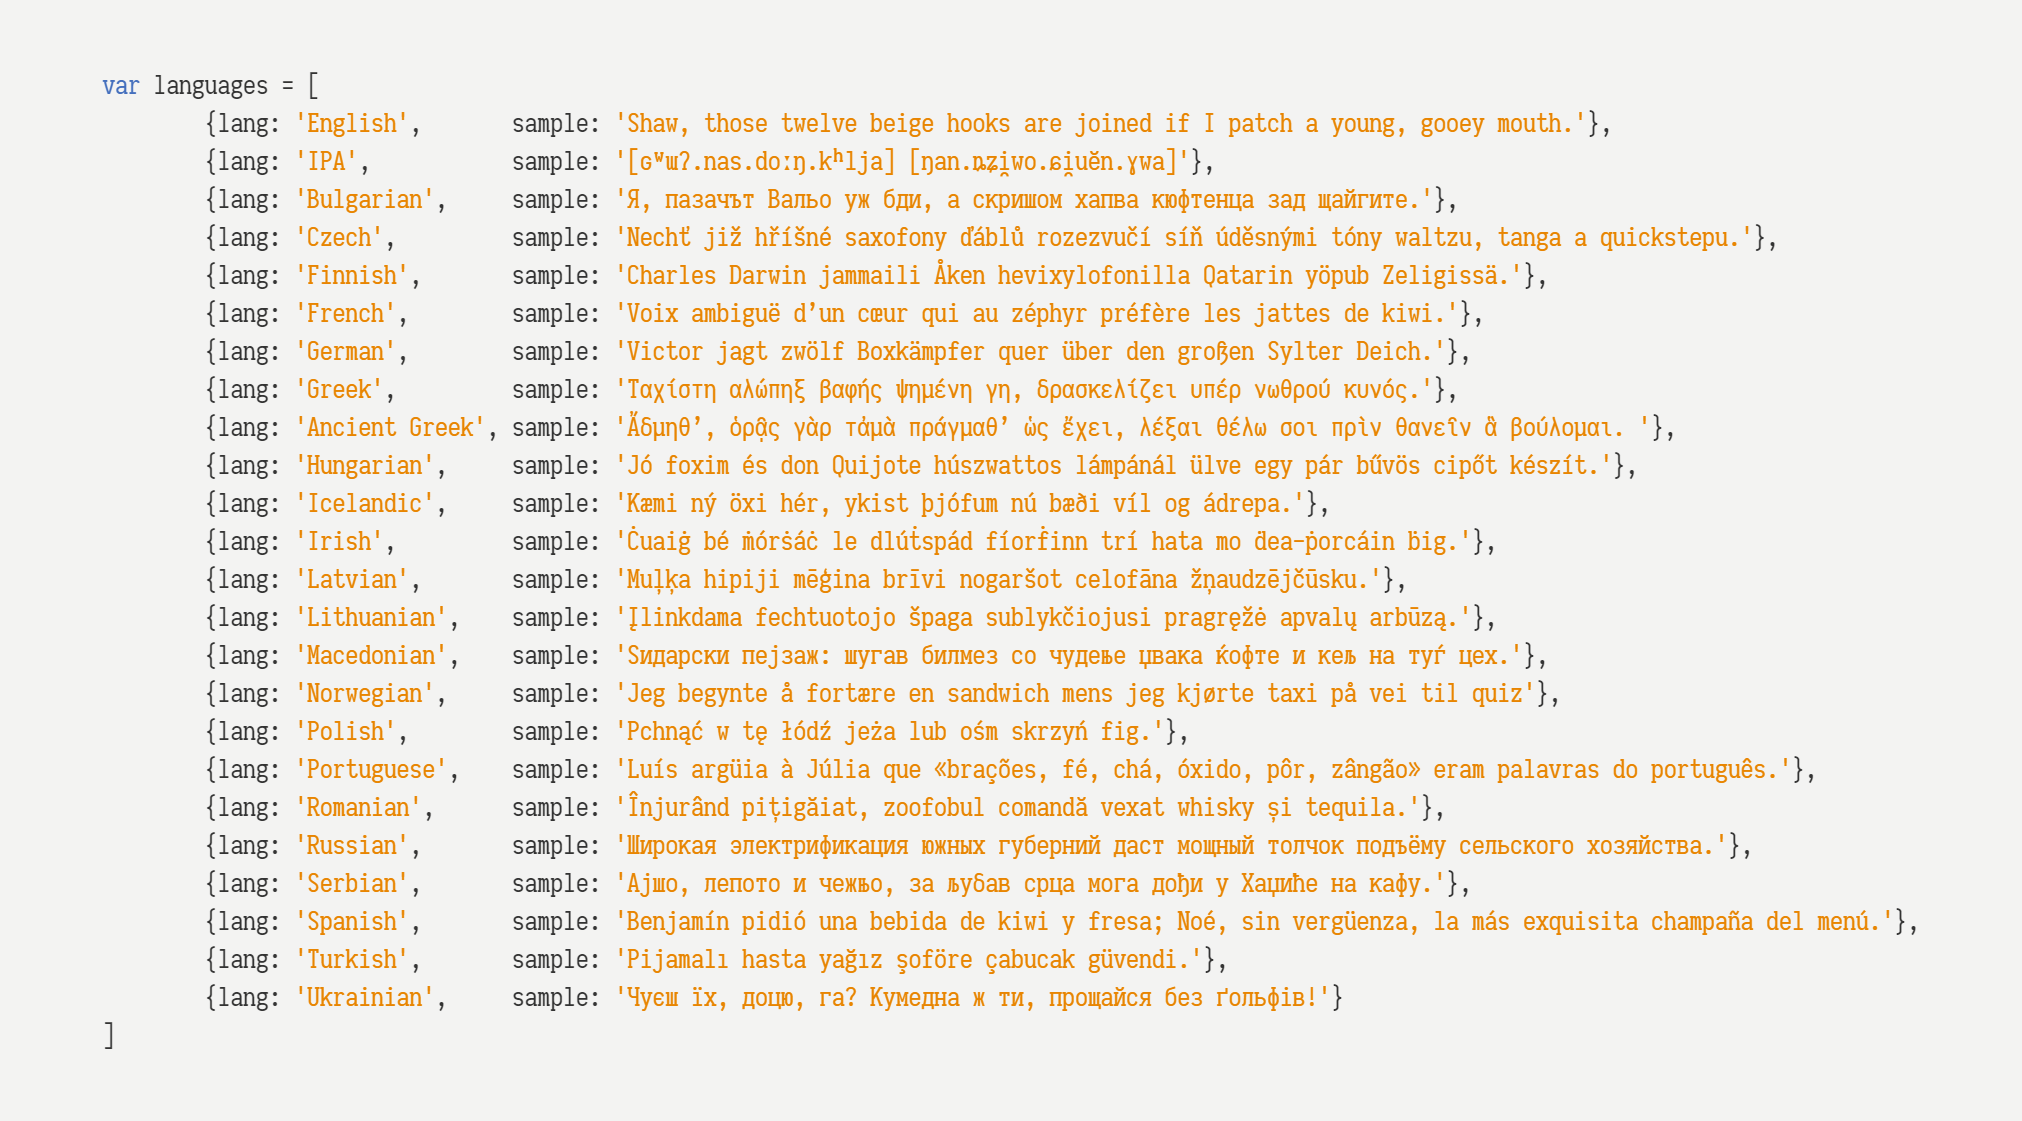 var languages = [
{lang: 'English', sample: 'Shaw, those twelve beige hooks are joined if I patch a young, gooey mouth.'},
{lang: 'IPA', sample: '[ɢʷɯʔ.nas.doːŋ.kʰlja] [ŋan.ȵʑi̯wo.ɕi̯uĕn.ɣwa]'},
{lang: 'Bulgarian', sample: 'Я, пазачът Вальо уж бди, а скришом хапва кюфтенца зад щайгите.'},
{lang: 'Czech', sample: 'Nechť již hříšné saxofony ďáblů rozezvučí síň úděsnými tóny waltzu, tanga a quickstepu.'},
{lang: 'Finnish', sample: 'Charles Darwin jammaili Åken hevixylofonilla Qatarin yöpub Zeligissä.'},
{lang: 'French', sample: 'Voix ambiguë d’un cœur qui au zéphyr préfère les jattes de kiwi.'},
{lang: 'German', sample: 'Victor jagt zwölf Boxkämpfer quer über den großen Sylter Deich.'},
{lang: 'Greek', sample: 'Ταχίστη αλώπηξ βαφής ψημένη γη, δρασκελίζει υπέρ νωθρού κυνός.'},
{lang: 'Ancient Greek', sample: 'Ἄδμηθ’, ὁρᾷς γὰρ τἀμὰ πράγμαθ’ ὡς ἔχει, λέξαι θέλω σοι πρὶν θανεῖν ἃ βούλομαι. '},
{lang: 'Hungarian', sample: 'Jó foxim és don Quijote húszwattos lámpánál ülve egy pár bűvös cipőt készít.'},
{lang: 'Icelandic', sample: 'Kæmi ný öxi hér, ykist þjófum nú bæði víl og ádrepa.'},
{lang: 'Irish', sample: 'Ċuaiġ bé ṁórṡáċ le dlúṫspád fíorḟinn trí hata mo ḋea-ṗorcáin ḃig.'},
{lang: 'Latvian', sample: 'Muļķa hipiji mēģina brīvi nogaršot celofāna žņaudzējčūsku.'},
{lang: 'Lithuanian', sample: 'Įlinkdama fechtuotojo špaga sublykčiojusi pragręžė apvalų arbūzą.'},
{lang: 'Macedonian', sample: 'Ѕидарски пејзаж: шугав билмез со чудење џвака ќофте и кељ на туѓ цех.'},
{lang: 'Norwegian', sample: 'Jeg begynte å fortære en sandwich mens jeg kjørte taxi på vei til quiz'},
{lang: 'Polish', sample: 'Pchnąć w tę łódź jeża lub ośm skrzyń fig.'},
{lang: 'Portuguese', sample: 'Luís argüia à Júlia que «brações, fé, chá, óxido, pôr, zângão» eram palavras do português.'},
{lang: 'Romanian', sample: 'Înjurând pițigăiat, zoofobul comandă vexat whisky și tequila.'},
{lang: 'Russian', sample: 'Широкая электрификация южных губерний даст мощный толчок подъёму сельского хозяйства.'},
{lang: 'Serbian', sample: 'Ајшо, лепото и чежњо, за љубав срца мога дођи у Хаџиће на кафу.'},
{lang: 'Spanish', sample: 'Benjamín pidió una bebida de kiwi y fresa; Noé, sin vergüenza, la más exquisita champaña del menú.'},
{lang: 'Turkish', sample: 'Pijamalı hasta yağız şoföre çabucak güvendi.'},
{lang: 'Ukrainian', sample: 'Чуєш їх, доцю, га? Кумедна ж ти, прощайся без ґольфів!'}
]